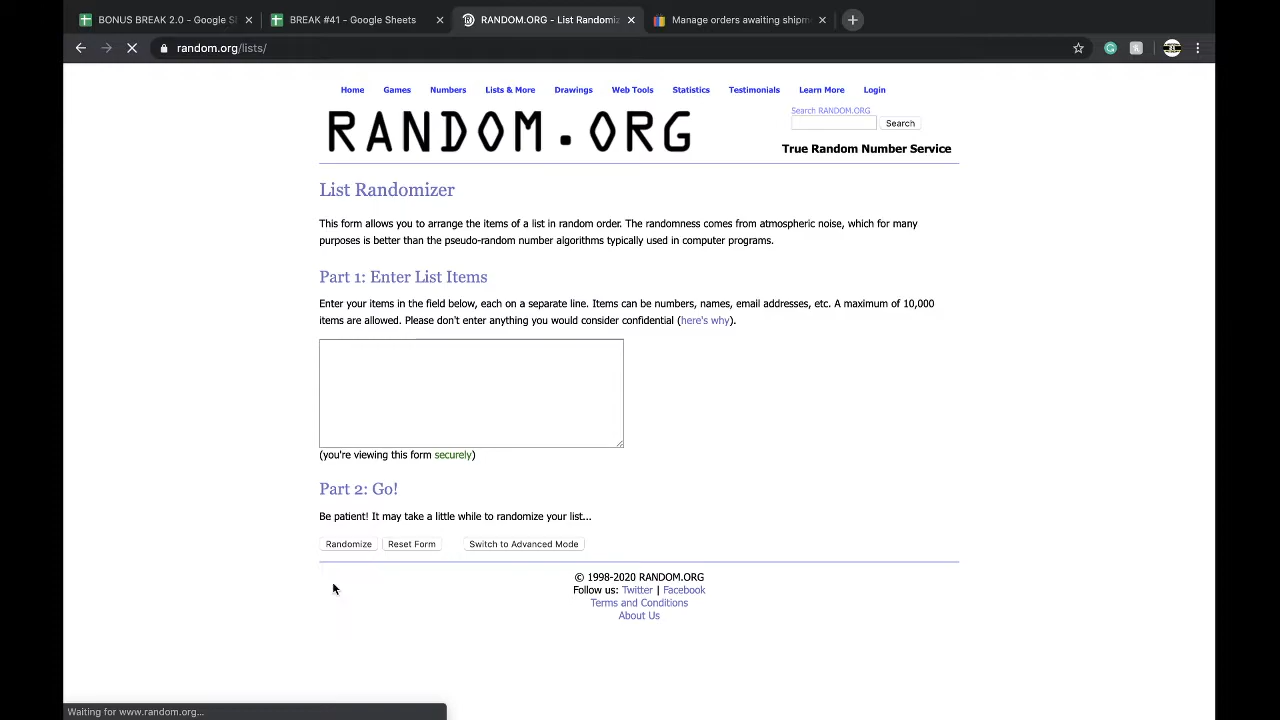 BONUS BREAK 2.0 - Google S
BREAK #41 - Google Sheets
RANDOM.ORG - List Randomiz
Manage orders awaiting shipm
random.org/lists/
Home Games Numbers Lists & More Drawings Web Tools Statistics Testimonials Learn More Login
RANDOM.ORG
Search RANDOM.ORG
Search
True Random Number Service
List Randomizer
This form allows you to arrange the items of a list in random order. The randomness comes from atmospheric noise, which for many
purposes is better than the pseudo-random number algorithms typically used in computer programs.
Part 1: Enter List Items
Enter your items in the field below, each on a separate line. Items can be numbers, names, email addresses, etc. A maximum of 10,000
items are allowed. Please don't enter anything you would consider confidential (here's why).
(you're viewing this form securely)
Part 2: Go!
Be patient! It may take a little while to randomize your list...
Randomize Reset Form Switch to Advanced Mode
© 1998-2020 RANDOM.ORG
Follow us: Twitter | Facebook
Terms and Conditions
About Us
Waiting for www.random.org...